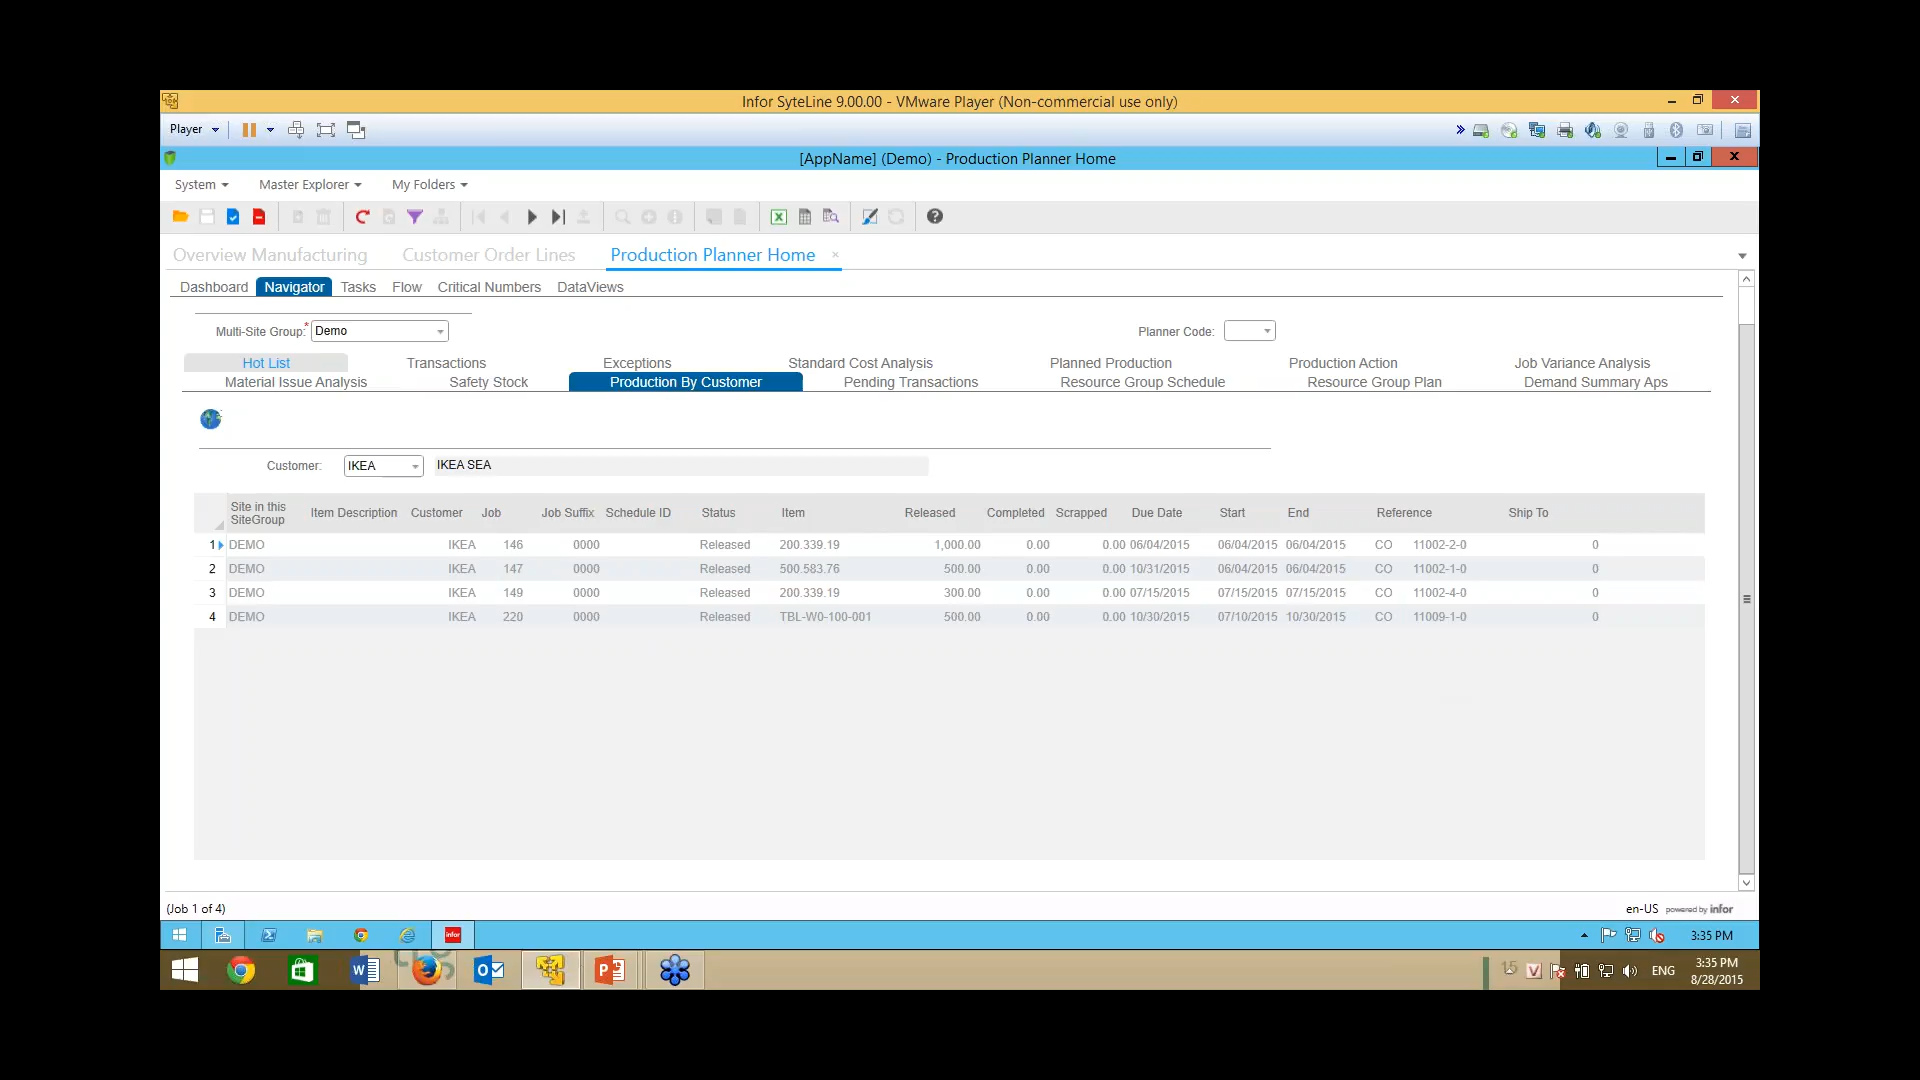 Infor SyteLine 9.00.00 - VMware Player (Non-commercial use only)
Player
[AppName] (Demo) - Production Planner Home
System Master Explorer My Folders
Overview Manufacturing Customer Order Lines Production Planner Home
Dashboard Navigator Tasks Flow Critical Numbers DataViews
Multi-Site Group:* Demo Planner Code:
Hot List Transactions Exceptions Standard Cost Analysis Planned Production Production Action Job Variance Analysis
Material Issue Analysis Safety Stock Production By Customer Pending Transactions Resource Group Schedule Resource Group Plan Demand Summary Aps
Customer: IKEA IKEA SEA
Site in this SiteGroup Item Description Customer Job Job Suffix Schedule ID Status Item Released Completed Scrapped Due Date Start End Reference Ship To
1 DEMO IKEA 146 0000 Released 200.339.19 1,000.00 0.00 0.00 06/04/2015 06/04/2015 06/04/2015 CO 11002-2-0 0
2 DEMO IKEA 147 0000 Released 500.583.76 500.00 0.00 0.00 10/31/2015 06/04/2015 06/04/2015 CO 11002-1-0 0
3 DEMO IKEA 149 0000 Released 200.339.19 300.00 0.00 0.00 07/15/2015 07/15/2015 07/15/2015 CO 11002-4-0 0
4 DEMO IKEA 220 0000 Released TBL-W0-100-001 500.00 0.00 0.00 10/30/2015 07/10/2015 10/30/2015 CO 11009-1-0 0
(Job 1 of 4) en-US powered by infor
infor 3:35 PM
ENG 3:35 PM
8/28/2015